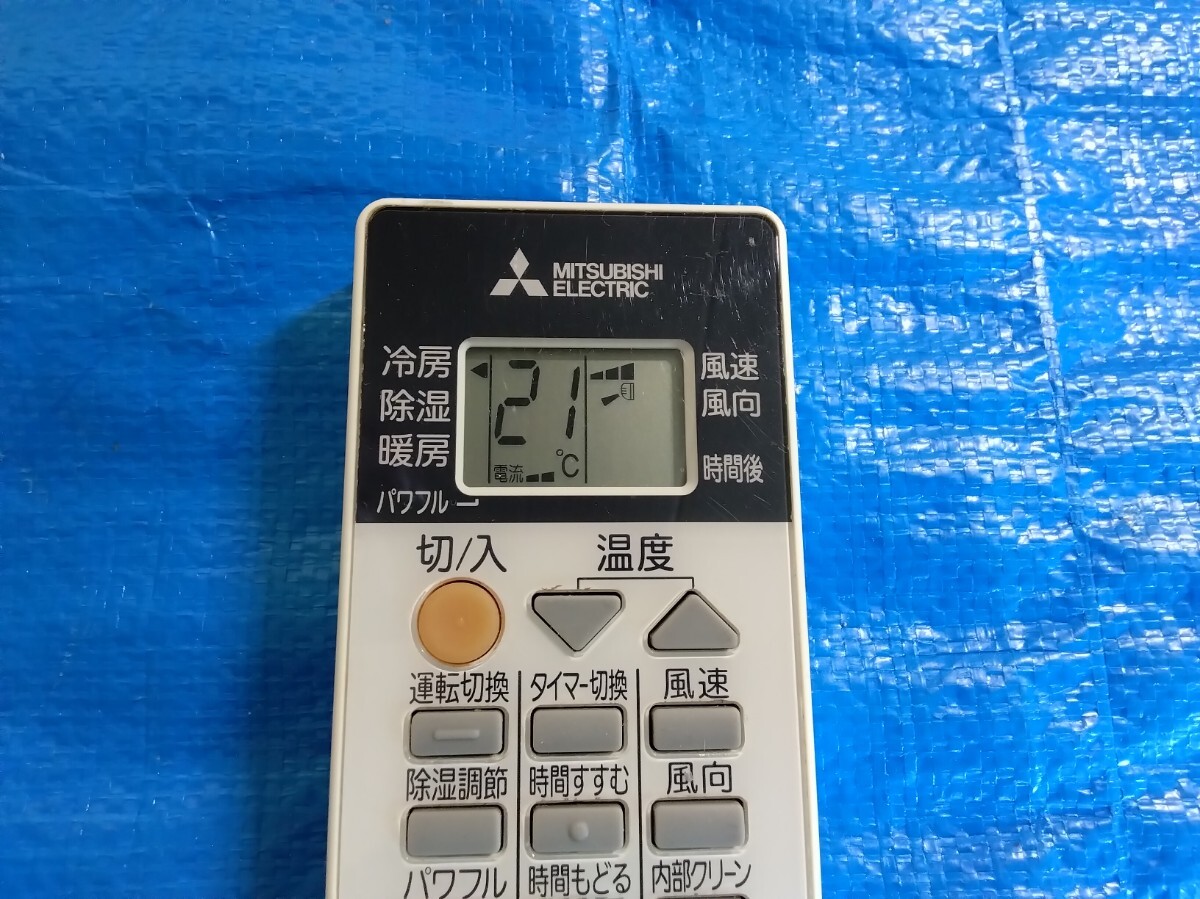 MITSUBISHI
ELECTRIC
冷房
除湿
暖房
パワフル
21
℃
電流
風速
風向
時間後
切/入
温度
運転切換
タイマー切換
風速
除湿調節
時間すすむ
風向
パワフル
時間もどる
内部クリーン